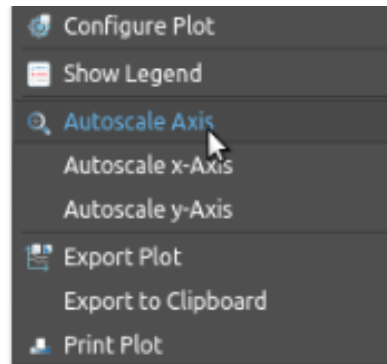 Configure Plot
Show Legend
Autoscale Axis
Autoscale x-Axis
Autoscale y-Axis
Export Plot
Export to Clipboard
Print Plot